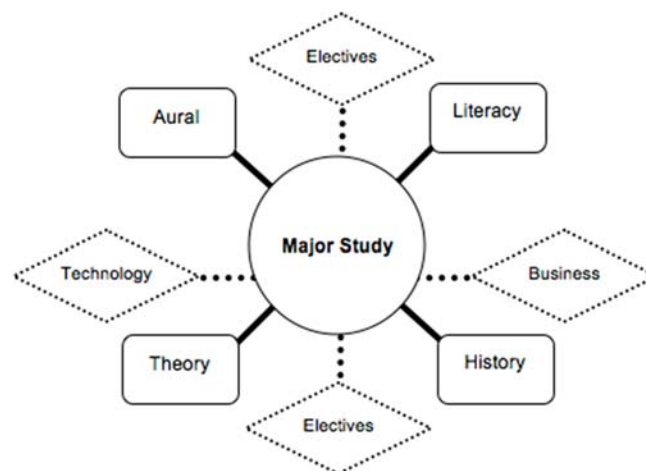 Electives
Aural
Literacy
Major Study
Technology
Business
Theory
History
Electives